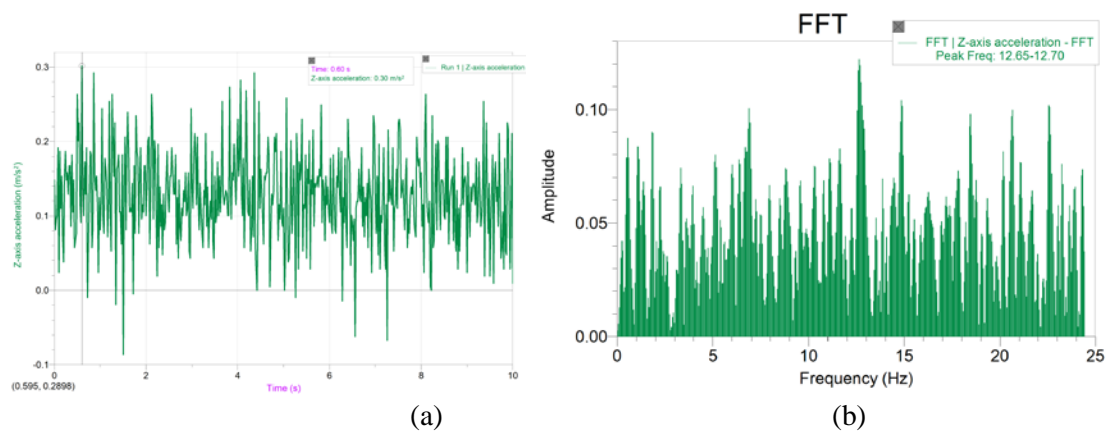 Time: 0.60 s
Z-axis acceleration: 0.30 m/s²
Run 1 | Z-axis acceleration
0.3
0.2
0.1
0.0
-0.1
Z-axis acceleration (m/s²)
0
2
4
6
8
10
(0.595, 0.2898)
Time (s)
(a)
FFT
FFT | Z-axis acceleration - FFT
Peak Freq: 12.65-12.70
0.10
0.05
0.00
Amplitude
0
5
10
15
20
25
Frequency (Hz)
(b)